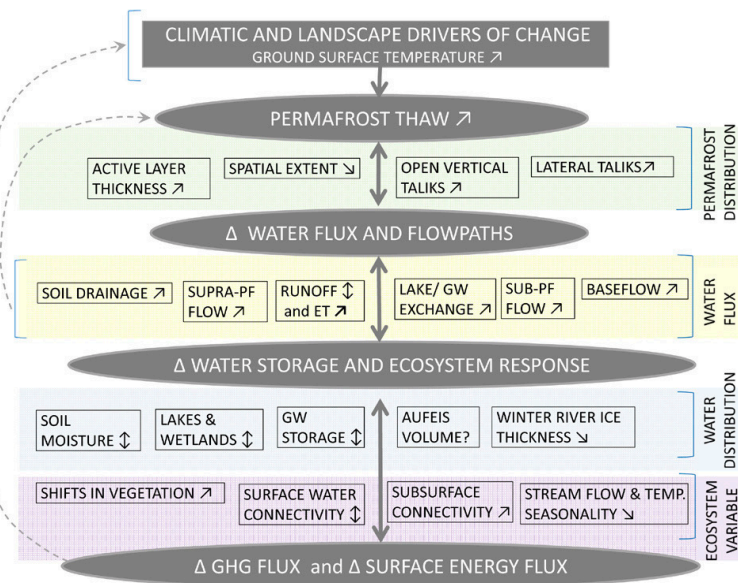 CLIMATIC AND LANDSCAPE DRIVERS OF CHANGE
GROUND SURFACE TEMPERATURE ↗
PERMAFROST THAW ↗
ACTIVE LAYER
THICKNESS ↗
SPATIAL EXTENT ↘
OPEN VERTICAL
TALIKS ↗
LATERAL TALIKS↗
PERMAFROST
DISTRIBUTION
Δ WATER FLUX AND FLOWPATHS
SOIL DRAINAGE ↗
SUPRA-PF
FLOW ↗
RUNOFF ↕
and ET ↗
LAKE/ GW
EXCHANGE ↗
SUB-PF
FLOW ↗
BASEFLOW ↗
WATER
FLUX
Δ WATER STORAGE AND ECOSYSTEM RESPONSE
SOIL
MOISTURE ↕
LAKES &
WETLANDS ↕
GW
STORAGE ↕
AUFEIS
VOLUME?
WINTER RIVER ICE
THICKNESS ↘
WATER
DISTRIBUTION
SHIFTS IN VEGETATION ↗
SURFACE WATER
CONNECTIVITY ↕
SUBSURFACE
CONNECTIVITY ↗
STREAM FLOW & TEMP.
SEASONALITY ↘
ECOSYSTEM
VARIABLE
Δ GHG FLUX and Δ SURFACE ENERGY FLUX